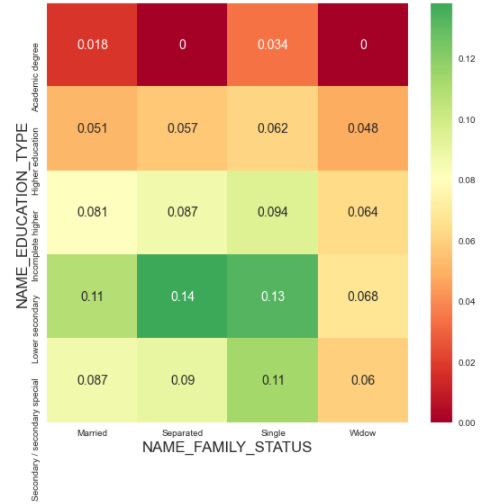 NAME_EDUCATION_TYPE
Academic degree
0.018 0 0.034 0
Higher education
0.051 0.057 0.062 0.048
Incomplete higher
0.081 0.087 0.094 0.064
Lower secondary
0.11 0.14 0.13 0.068
Secondary / secondary special
0.087 0.09 0.11 0.06
Married Separated Single Widow
NAME_FAMILY_STATUS
0.12
0.10
0.08
0.06
0.04
0.02
0.00